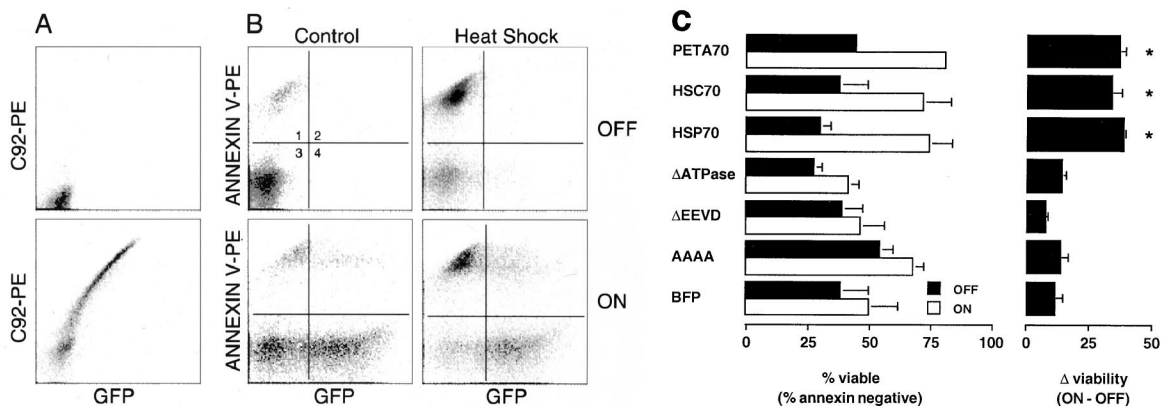 A
C92-PE
C92-PE
GFP
B
Control
Heat Shock
ANNEXIN V-PE
1 2
3 4
OFF
ANNEXIN V-PE
ON
GFP
GFP
C
PETA70
HSC70
HSP70
ΔATPase
ΔEEVD
AAAA
BFP
OFF
ON
0 25 50 75 100
% viable
(% annexin negative)
*
*
*
0 50
Δ viability
(ON - OFF)